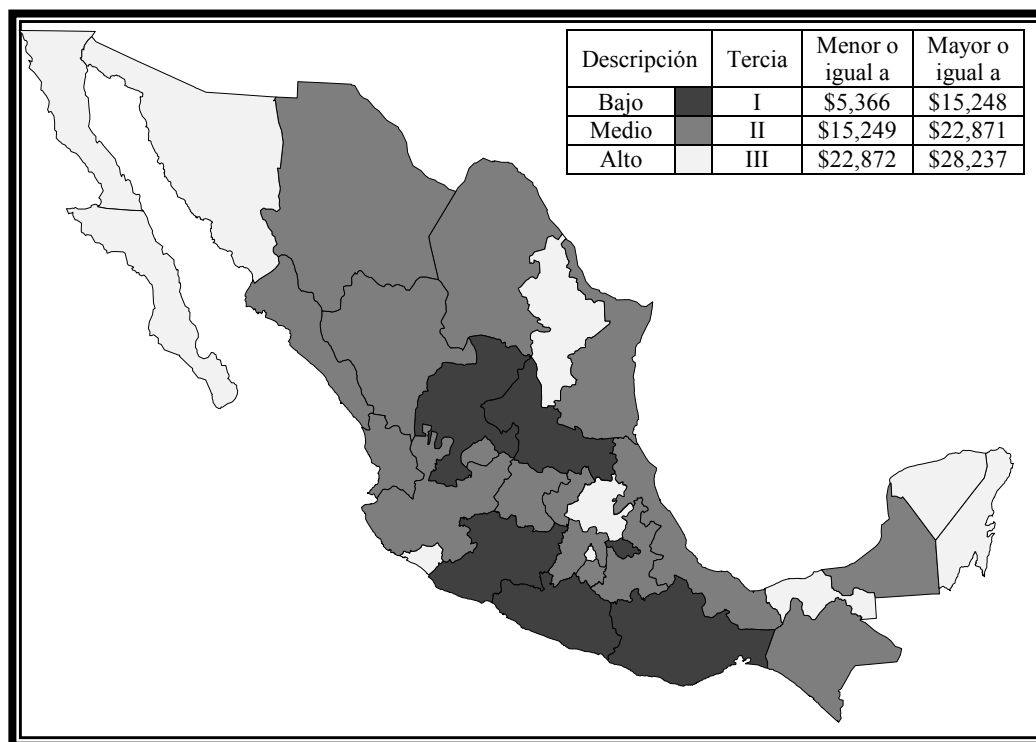 Descripción Tercia Menor o igual a Mayor o igual a
Bajo I $5,366 $15,248
Medio II $15,249 $22,871
Alto III $22,872 $28,237